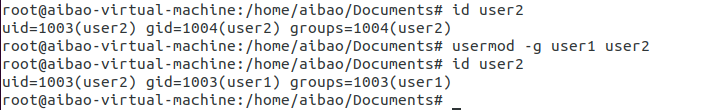 root@aibao-virtual-machine:/home/aibao/Documents# id user2
uid=1003(user2) gid=1004(user2) groups=1004(user2)
root@aibao-virtual-machine:/home/aibao/Documents# usermod -g user1 user2
root@aibao-virtual-machine:/home/aibao/Documents# id user2
uid=1003(user2) gid=1003(user1) groups=1003(user1)
root@aibao-virtual-machine:/home/aibao/Documents#